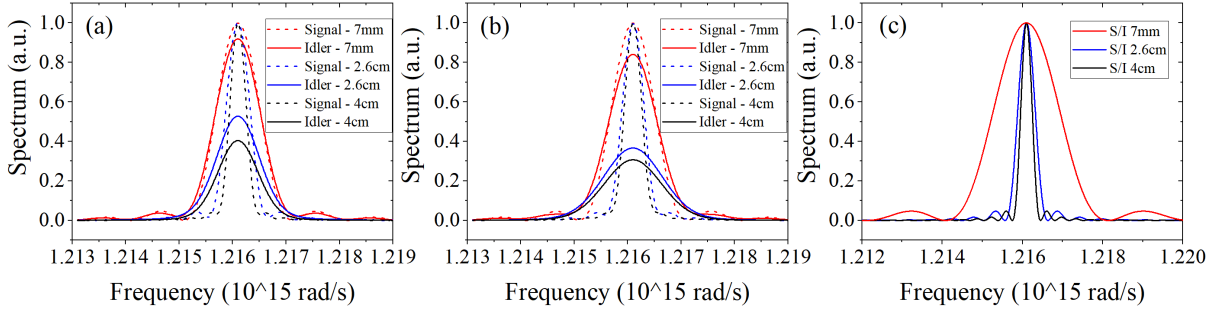 (a)
Signal - 7mm
Idler - 7mm
Signal - 2.6cm
Idler - 2.6cm
Signal - 4cm
Idler - 4cm
Spectrum (a.u.)
1.0
0.8
0.6
0.4
0.2
0.0
1.213 1.214 1.215 1.216 1.217 1.218 1.219
Frequency (10^15 rad/s)
(b)
Signal - 7mm
Idler - 7mm
Signal - 2.6cm
Idler - 2.6cm
Signal - 4cm
Idler - 4cm
Spectrum (a.u.)
1.0
0.8
0.6
0.4
0.2
0.0
1.213 1.214 1.215 1.216 1.217 1.218 1.219
Frequency (10^15 rad/s)
(c)
S/I 7mm
S/I 2.6cm
S/I 4cm
Spectrum (a.u.)
1.0
0.8
0.6
0.4
0.2
0.0
1.212 1.214 1.216 1.218 1.220
Frequency (10^15 rad/s)